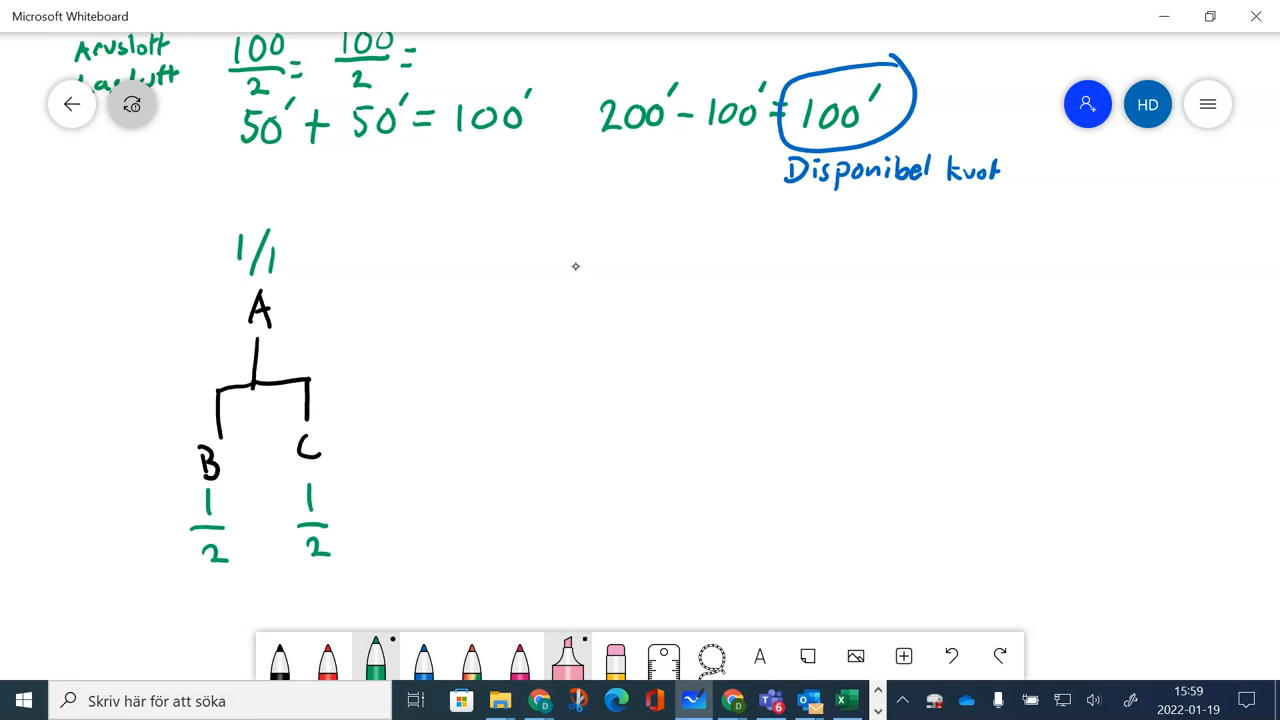 Microsoft Whiteboard
Arvslott
100/2 = 100/2 =
50' + 50' = 100' 200' - 100' = 100'
HD
Disponibel kvot
1/1
A
B C
1/2 1/2
A
Skriv här för att söka
6
15:59
2022-01-19